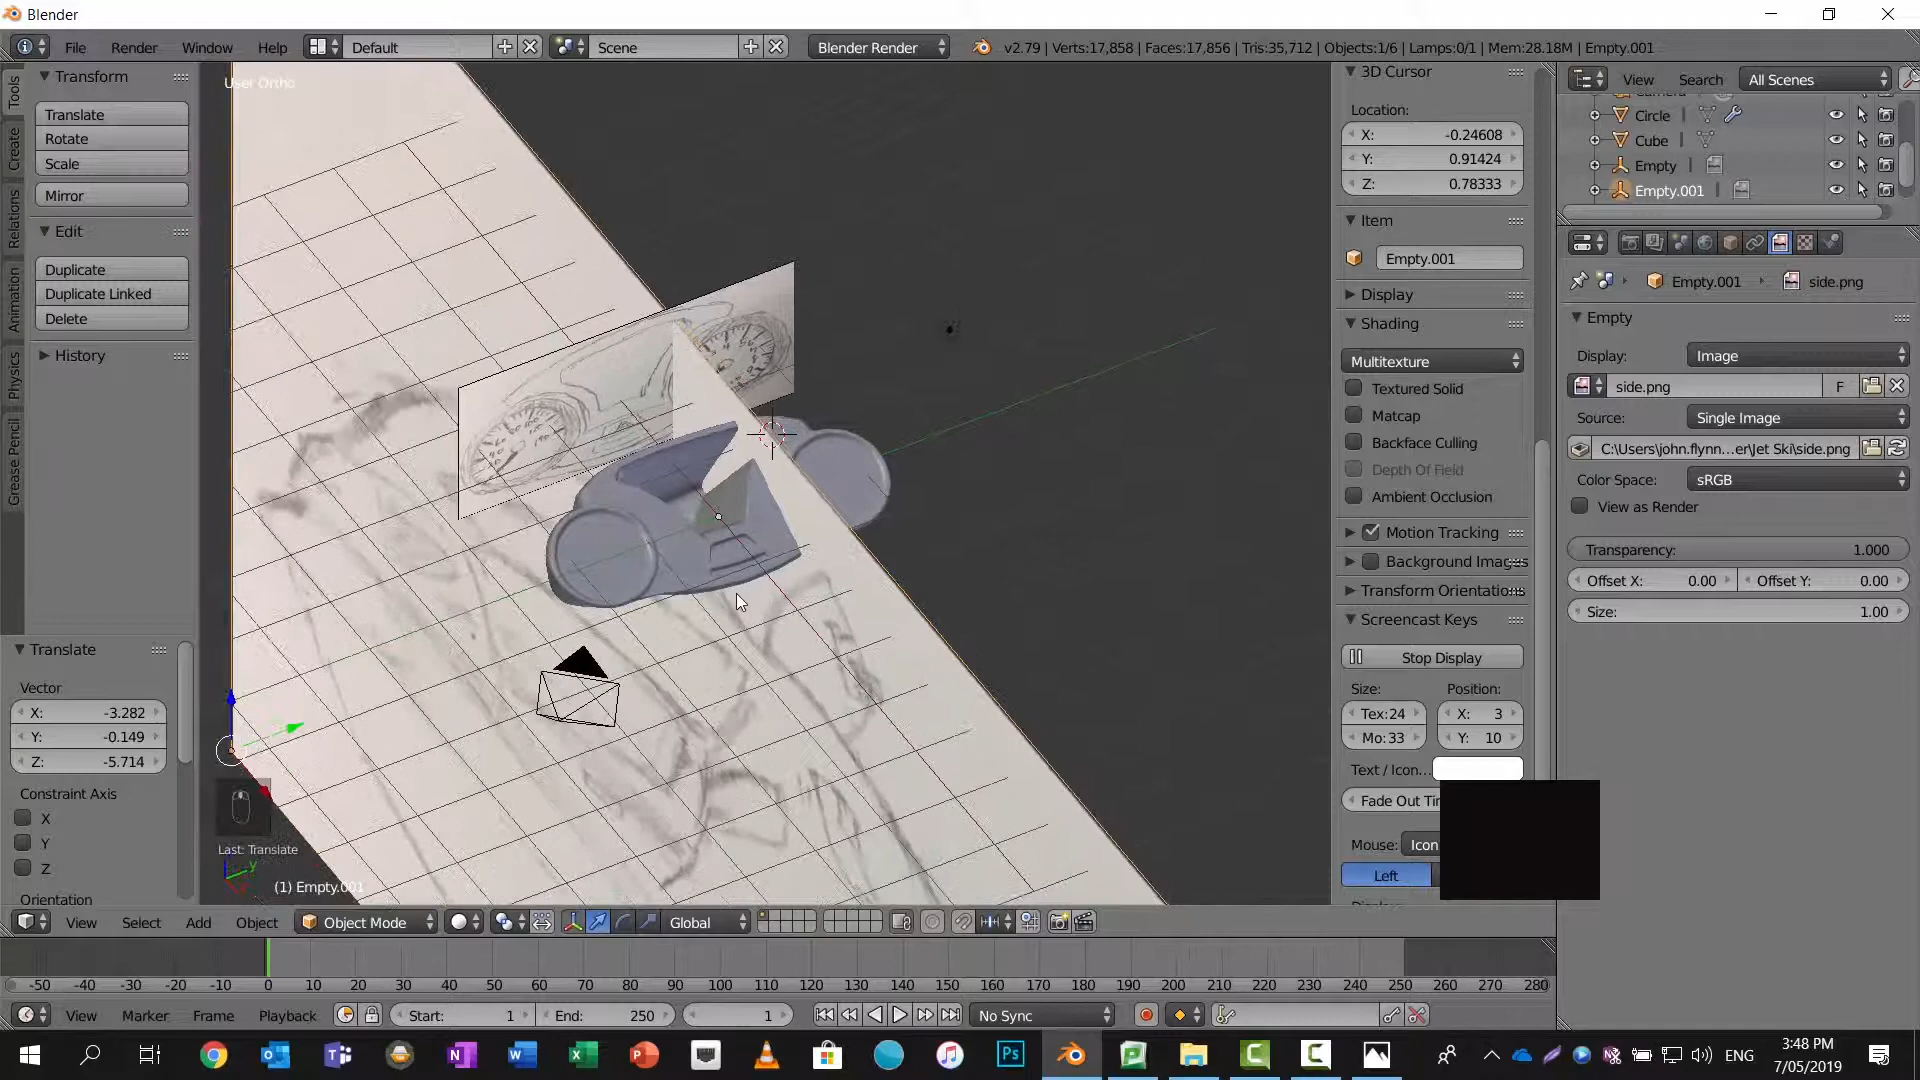 Blender
File Render Window Help Default Scene Blender Render v2.79 | Verts:17,858 | Faces:17,856 | Tris:35,712 | Objects:1/6 | Lamps:0/1 | Mem:28.18M | Empty.001
Tools
Create
Relations
Animation
Physics
Grease Pencil
Transform
Translate
Rotate
Scale
Mirror
Edit
Duplicate
Duplicate Linked
Delete
History
Translate
Vector
X: -3.282
Y: -0.149
Z: -5.714
Constraint Axis
X
Y
Z
Orientation
User Ortho
Last: Translate
(1) Empty.001
3D Cursor
Location:
X: -0.24608
Y: 0.91424
Z: 0.78333
Item
Empty.001
Display
Shading
Multitexture
Textured Solid
Matcap
Backface Culling
Depth Of Field
Ambient Occlusion
Motion Tracking
Background Images
Transform Orientations
Screencast Keys
Stop Display
Size: Position:
Tex:24 X: 3
Mo:33 Y: 10
Text / Icon...
Fade Out Tir
Mouse: Icon
Left
View Search All Scenes
Circle
Cube
Empty
Empty.001
Empty.001 side.png
Empty
Display: Image
side.png F
Source: Single Image
C:\Users\john.flynn...er\Jet Ski\side.png
Color Space: sRGB
View as Render
Transparency: 1.000
Offset X: 0.00 Offset Y: 0.00
Size: 1.00
View Select Add Object Object Mode Global
-50 -40 -30 -20 -10 0 10 20 30 40 50 60 70 80 90 100 110 120 130 140 150 160 170 180 190 200 210 220 230 240 250 260 270 280
View Marker Frame Playback Start: 1 End: 250 1 No Sync
ENG 3:48 PM
7/05/2019